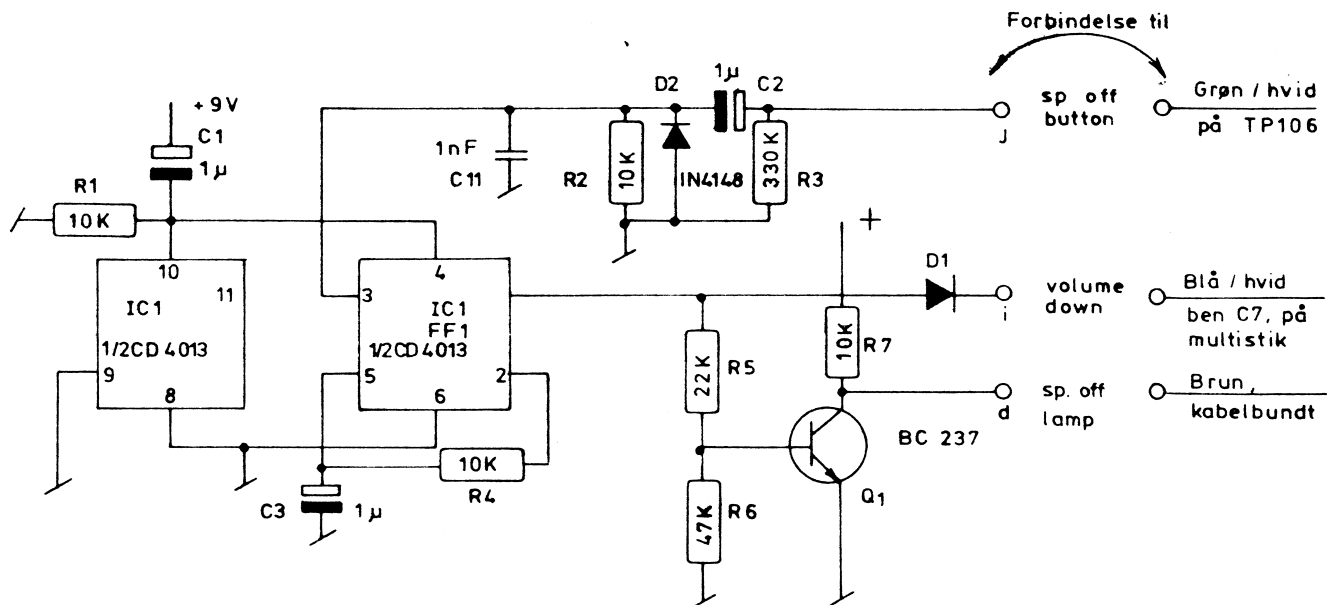 Forbindelse til
+9V
C1
1µ
R1
10K
10
11
IC1
1/2CD4013
9
8
1nF
C11
R2
10K
D2
1µ
C2
IN4148
330K
R3
J
sp off
button
Grøn / hvid
på TP106
3
4
IC1
FF1
1/2CD4013
5
2
6
10K
R4
C3
1µ
22K
R5
47K
R6
+
10K
R7
D1
i
volume
down
Blå / hvid
ben C7, på
multistik
BC 237
Q1
d
sp. off
lamp
Brun,
kabelbundt